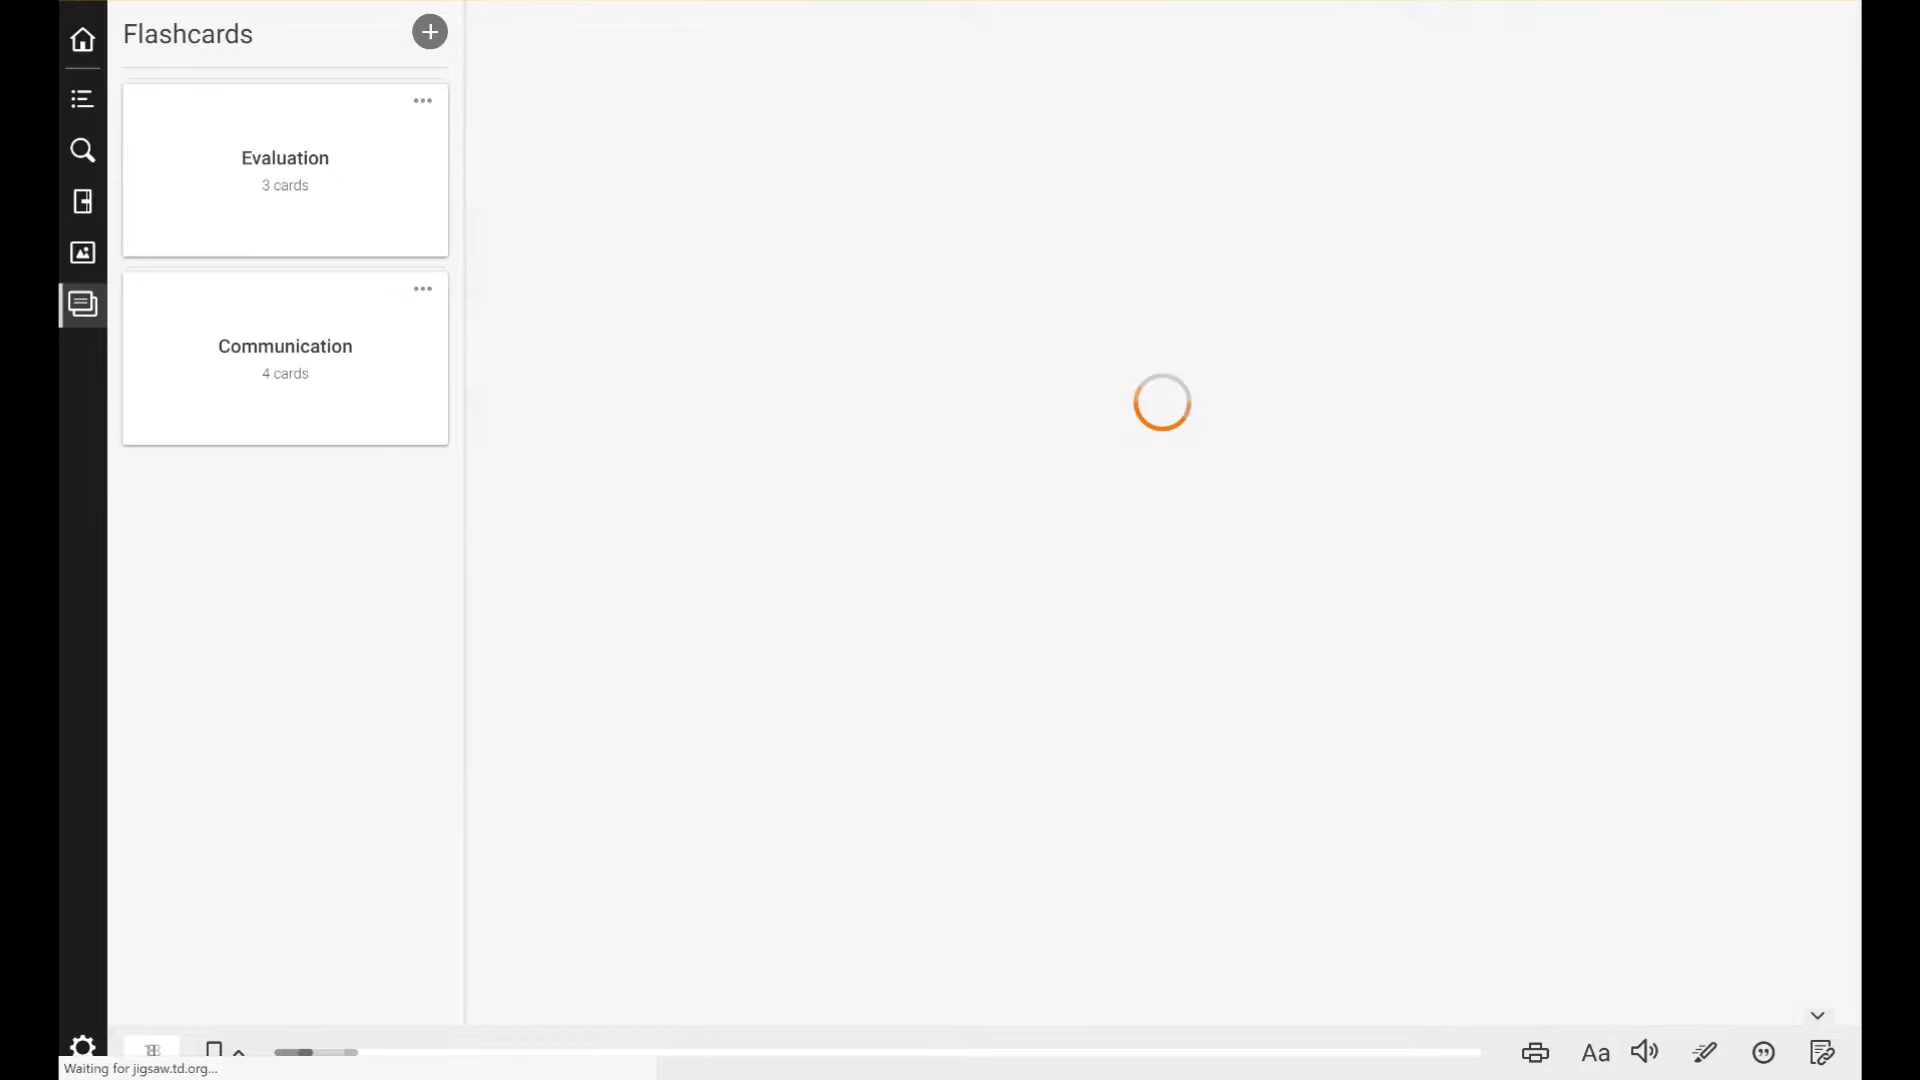 Flashcards
Evaluation
3 cards
Communication
4 cards
Aa
Waiting for jigsaw.td.org...